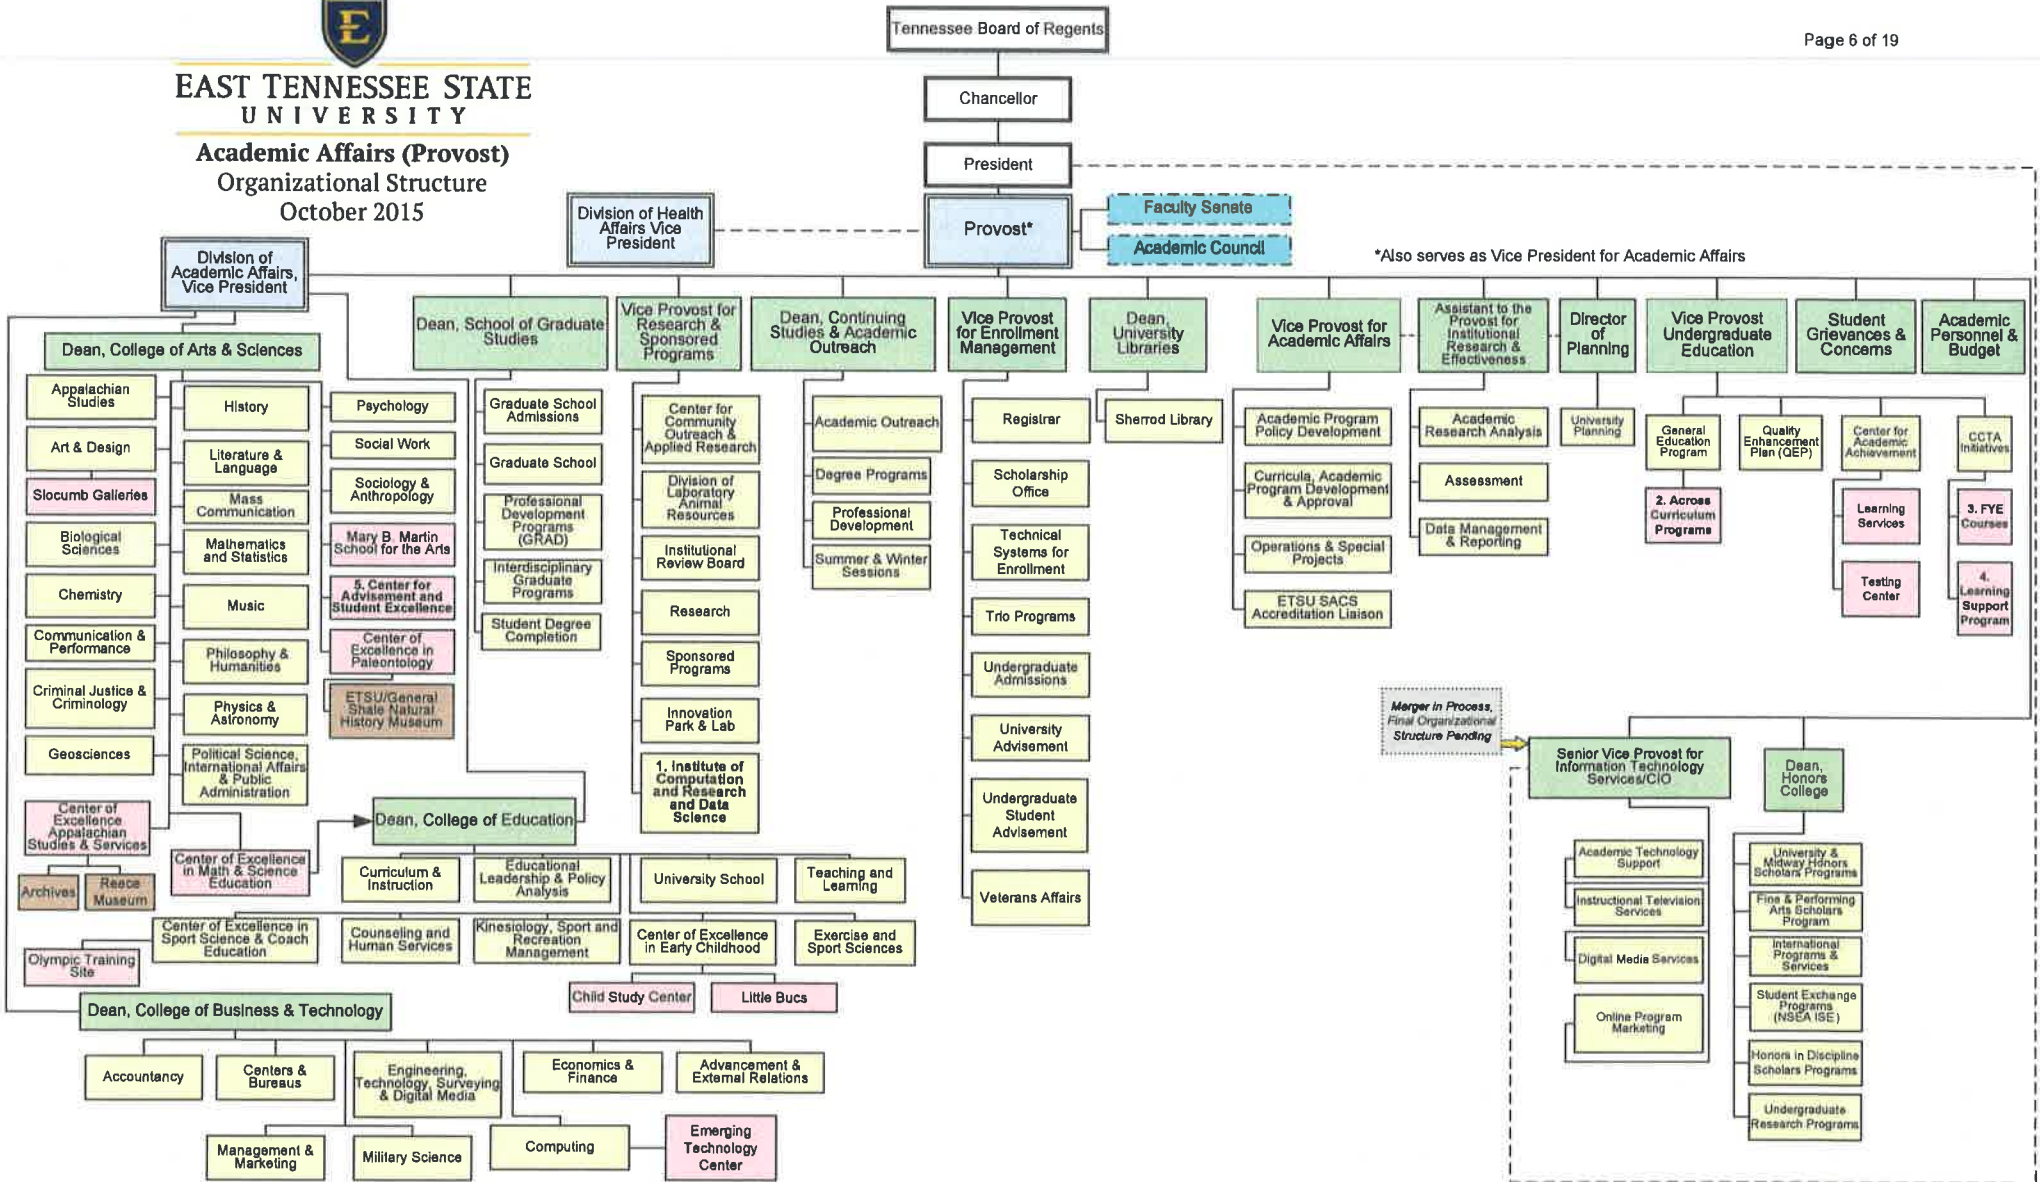 Tennessee Board of Regents
Page 6 of 19
E
EAST TENNESSEE STATE
UNIVERSITY
Academic Affairs (Provost)
Organizational Structure
October 2015
Chancellor
President
Division of Health
Affairs Vice
President
Provost*
Faculty Senate
Academic Council
*Also serves as Vice President for Academic Affairs
Division of
Academic Affairs,
Vice President
Dean, College of Arts & Sciences
Dean, School of Graduate
Studies
Vice Provost for
Research &
Sponsored
Programs
Dean, Continuing
Studies & Academic
Outreach
Vice Provost
for Enrollment
Management
Dean,
University
Libraries
Vice Provost for
Academic Affairs
Assistant to the
Provost for
Institutional
Research &
Effectiveness
Director
of
Planning
Vice Provost
Undergraduate
Education
Student
Grievances &
Concerns
Academic
Personnel &
Budget
Appalachian
Studies
Art & Design
Slocumb Galleries
Biological
Sciences
Chemistry
Communication &
Performance
Criminal Justice &
Criminology
Geosciences
Center of
Excellence
Appalachian
Studies & Services
Archives
Reece
Museum
History
Literature &
Language
Mass
Communication
Mathematics
and Statistics
Music
Philosophy &
Humanities
Physics &
Astronomy
Political Science,
International Affairs
& Public
Administration
Center of Excellence
in Math & Science
Education
Psychology
Social Work
Sociology &
Anthropology
Mary B. Martin
School for the Arts
5. Center for
Advisement and
Student Excellence
Center of
Excellence in
Paleontology
ETSU/General
Shale Natural
History Museum
Graduate School
Admissions
Graduate School
Professional
Development
Programs
(GRAD)
Interdisciplinary
Graduate
Programs
Student Degree
Completion
Center for
Community
Outreach &
Applied Research
Division of
Laboratory
Animal
Resources
Institutional
Review Board
Research
Sponsored
Programs
Innovation
Park & Lab
1. Institute of
Computation
and Research
and Data
Science
Academic Outreach
Degree Programs
Professional
Development
Summer & Winter
Sessions
Registrar
Scholarship
Office
Technical
Systems for
Enrollment
Trio Programs
Undergraduate
Admissions
University
Advisement
Undergraduate
Student
Advisement
Veterans Affairs
Sherrod Library
Academic Program
Policy Development
Curricula, Academic
Program Development
& Approval
Operations & Special
Projects
ETSU SACS
Accreditation Liaison
Academic
Research Analysis
Assessment
Data Management
& Reporting
University
Planning
General
Education
Program
2. Across
Curriculum
Programs
Quality
Enhancement
Plan (QEP)
Center for
Academic
Achievement
Learning
Services
Testing
Center
CCTA
Initiatives
3. FYE
Courses
4.
Learning
Support
Program
Merger in Process,
Final Organizational
Structure Pending
Senior Vice Provost for
Information Technology
Services/CIO
Dean,
Honors
College
Academic Technology
Support
Instructional Television
Services
Digital Media Services
Online Program
Marketing
University &
Midway Honors
Scholars Programs
Fine & Performing
Arts Scholars
Program
International
Programs &
Services
Student Exchange
Programs
(NSEA ISE)
Honors in Discipline
Scholars Programs
Undergraduate
Research Programs
Dean, College of Education
Curriculum &
Instruction
Educational
Leadership & Policy
Analysis
University School
Teaching and
Learning
Center of Excellence in
Sport Science & Coach
Education
Olympic Training
Site
Counseling and
Human Services
Kinesiology, Sport and
Recreation
Management
Center of Excellence
in Early Childhood
Exercise and
Sport Sciences
Child Study Center
Little Bucs
Dean, College of Business & Technology
Accountancy
Centers &
Bureaus
Engineering,
Technology, Surveying
& Digital Media
Economics &
Finance
Advancement &
External Relations
Management &
Marketing
Military Science
Computing
Emerging
Technology
Center